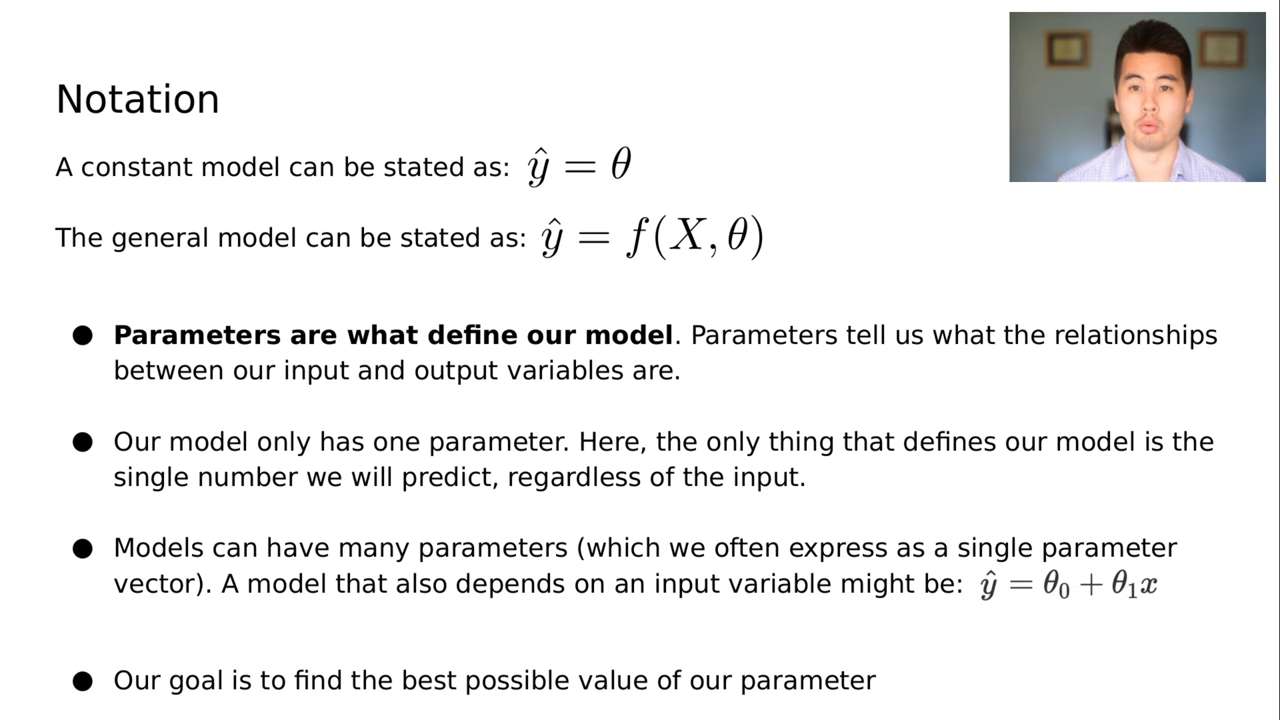 Notation
A constant model can be stated as: ŷ = θ
The general model can be stated as: ŷ = f(X, θ)
● Parameters are what define our model. Parameters tell us what the relationships
between our input and output variables are.
● Our model only has one parameter. Here, the only thing that defines our model is the
single number we will predict, regardless of the input.
● Models can have many parameters (which we often express as a single parameter
vector). A model that also depends on an input variable might be: ŷ = θ₀ + θ₁x
● Our goal is to find the best possible value of our parameter